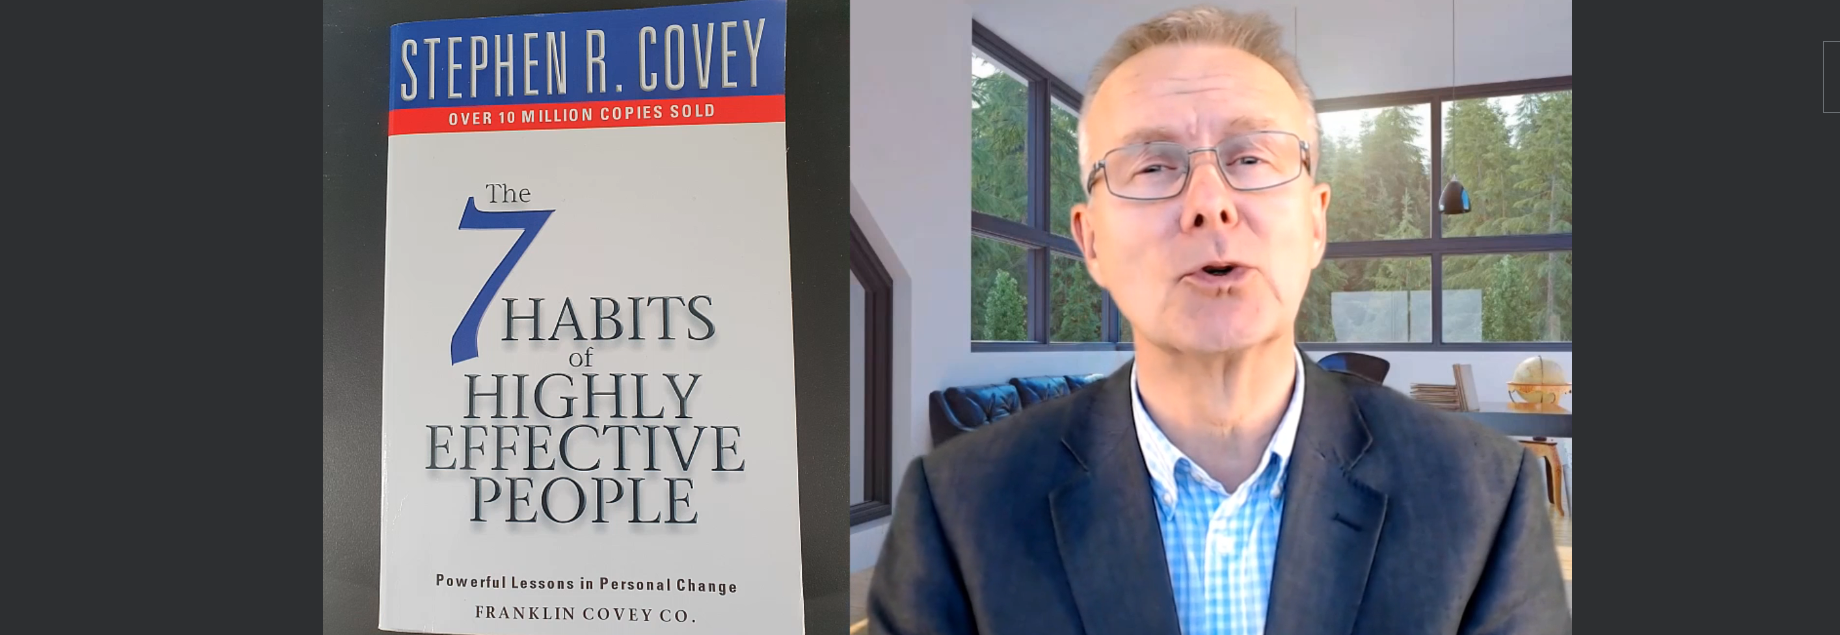 STEPHEN R. COVEY
OVER 10 MILLION COPIES SOLD
The
7 HABITS
of
HIGHLY
EFFECTIVE
PEOPLE
Powerful Lessons in Personal Change
FRANKLIN COVEY CO.